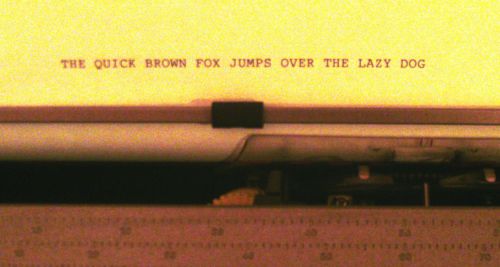 THE QUICK BROWN FOX JUMPS OVER THE LAZY DOG